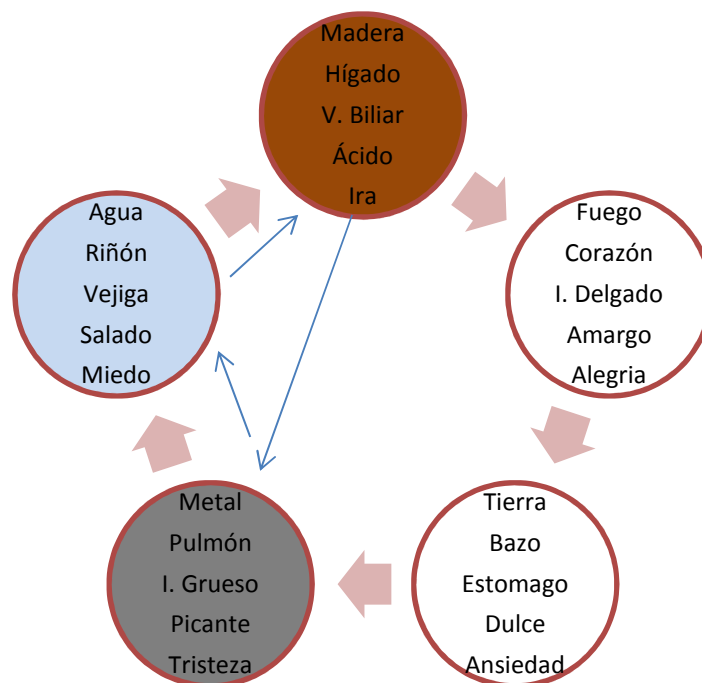 Madera
Hígado
V. Biliar
Ácido
Ira
Fuego
Corazón
I. Delgado
Amargo
Alegria
Tierra
Bazo
Estomago
Dulce
Ansiedad
Metal
Pulmón
I. Grueso
Picante
Tristeza
Agua
Riñón
Vejiga
Salado
Miedo